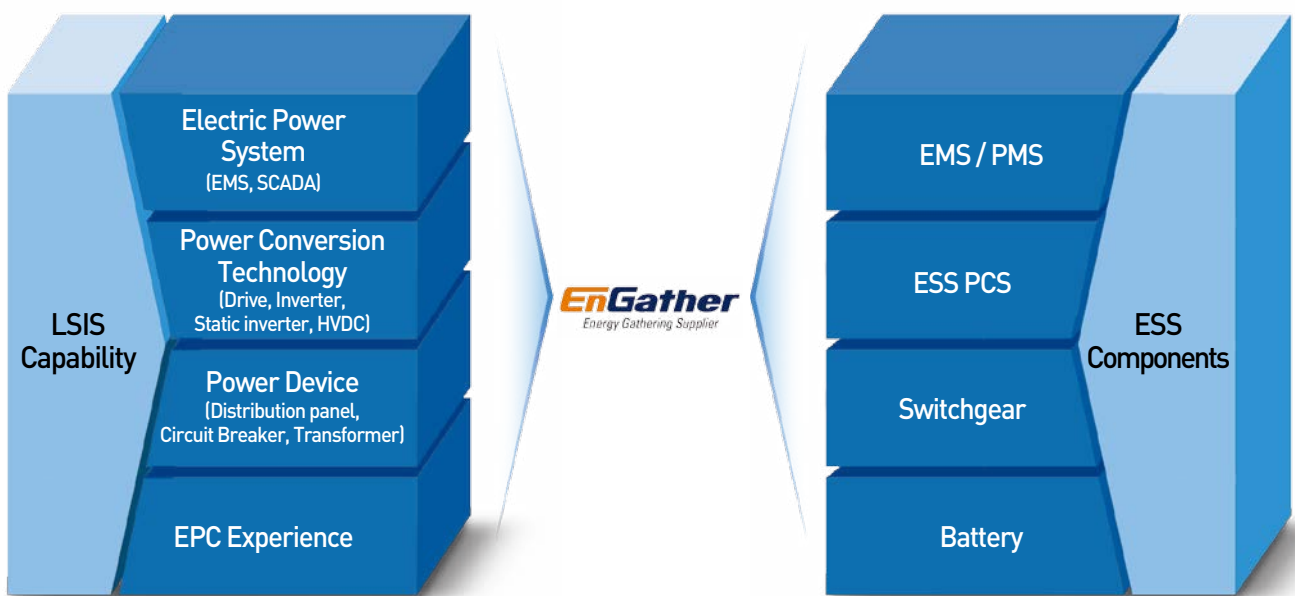 LSIS
Capability
Electric Power
System
(EMS, SCADA)
Power Conversion
Technology
(Drive, Inverter,
Static inverter, HVDC)
Power Device
(Distribution panel,
Circuit Breaker, Transformer)
EPC Experience
EnGather
Energy Gathering Supplier
EMS / PMS
ESS PCS
Switchgear
Battery
ESS
Components